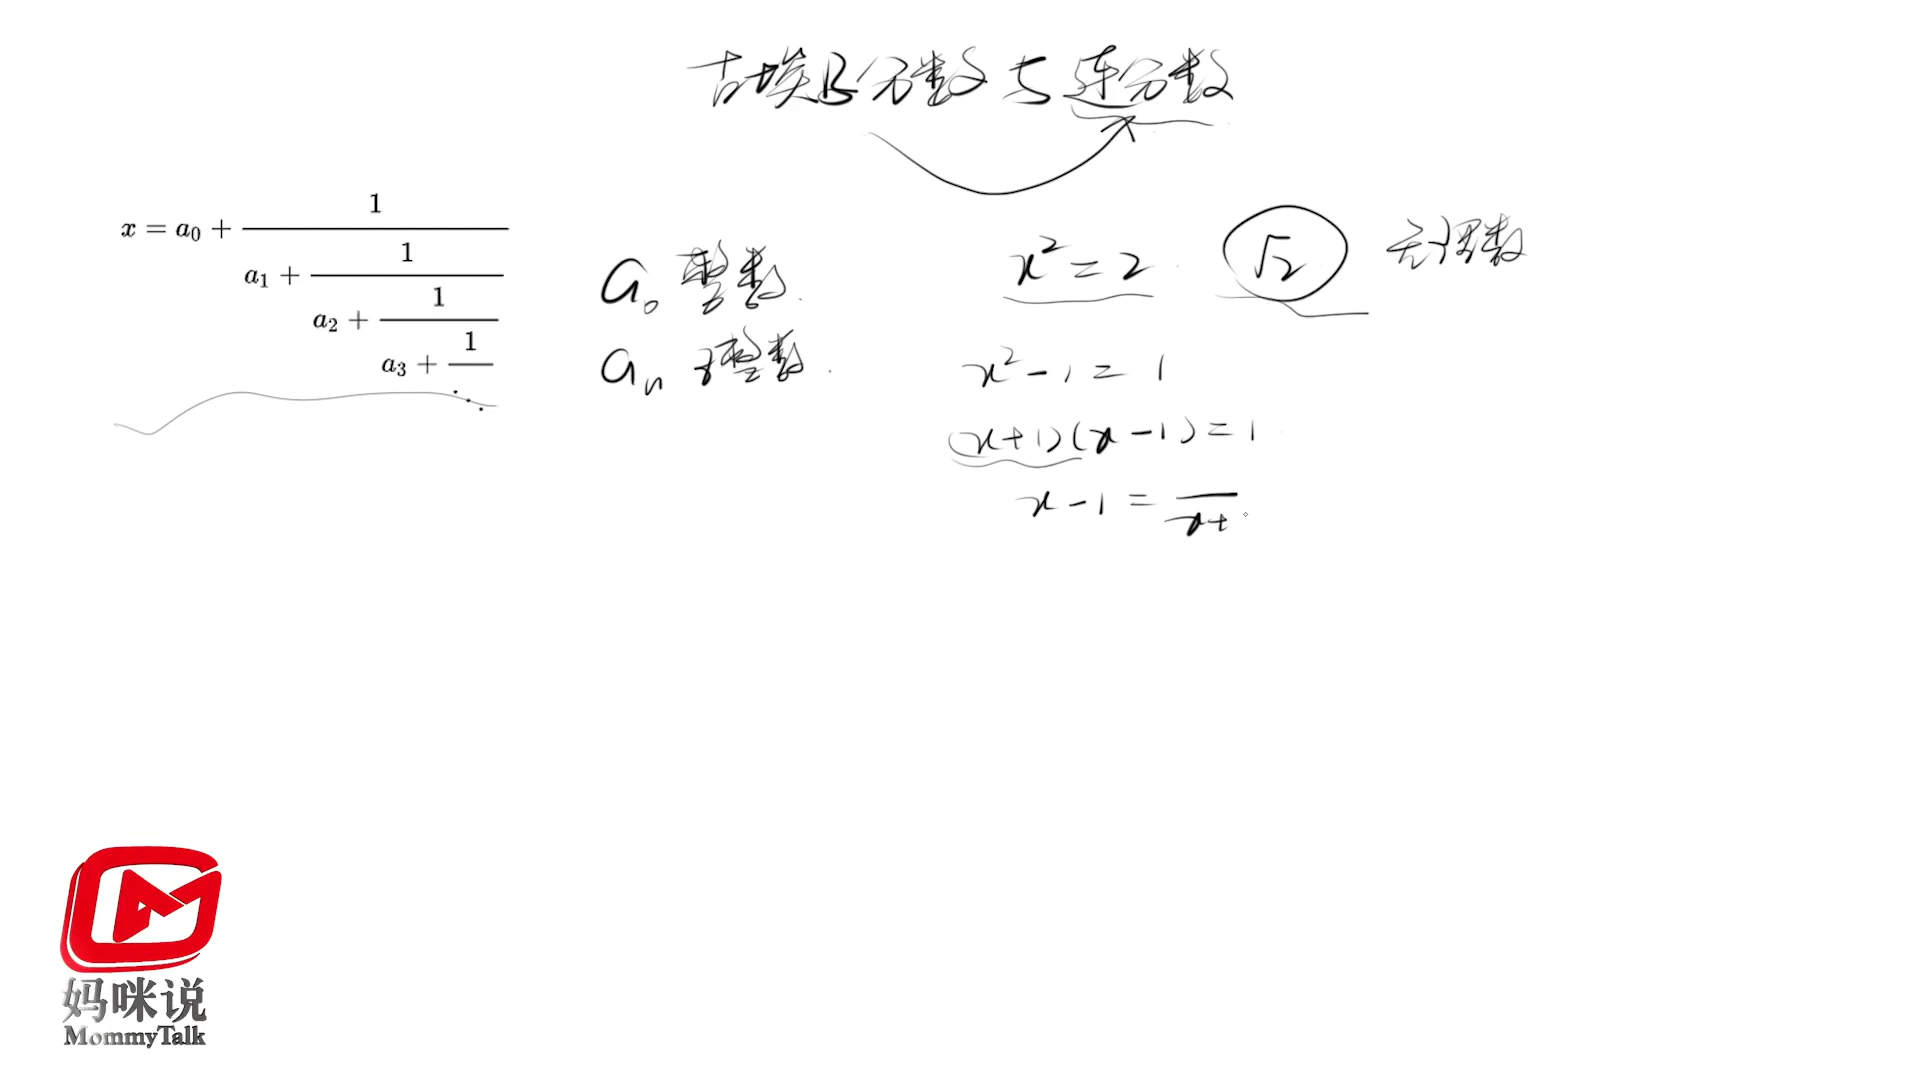 古埃及分数与连分数
x = a₀ + 1/(a₁ + 1/(a₂ + 1/(a₃ + 1/⋱)))
a₀ 整数.
aₙ 整数.
x² = 2
√2 无理数
x² - 1 = 1
(x+1)(x-1) = 1
x - 1 = —/x+
妈咪说
MommyTalk